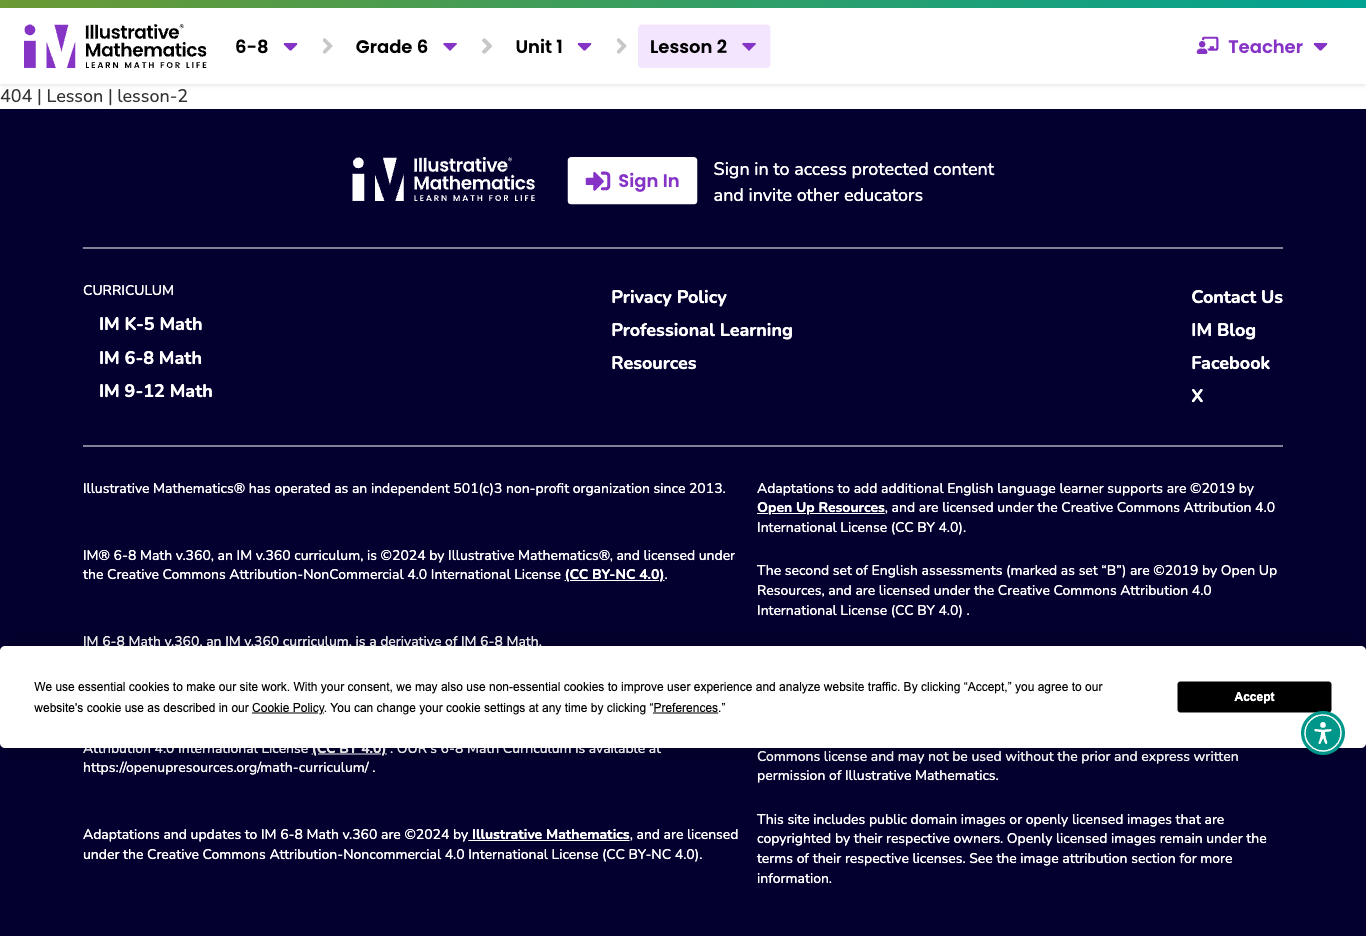 Illustrative®
Mathematics
LEARN MATH FOR LIFE
6-8
Grade 6
Unit 1
Lesson 2
Teacher
404 | Lesson | lesson-2
Illustrative®
Mathematics
LEARN MATH FOR LIFE
Sign In
Sign in to access protected content
and invite other educators
CURRICULUM
IM K-5 Math
IM 6-8 Math
IM 9-12 Math
Privacy Policy
Professional Learning
Resources
Contact Us
IM Blog
Facebook
X
Illustrative Mathematics® has operated as an independent 501(c)3 non-profit organization since 2013.
IM® 6-8 Math v.360, an IM v.360 curriculum, is ©2024 by Illustrative Mathematics®, and licensed under
the Creative Commons Attribution-NonCommercial 4.0 International License (CC BY-NC 4.0).
IM 6-8 Math v.360, an IM v.360 curriculum, is a derivative of IM 6-8 Math.
Adaptations to add additional English language learner supports are ©2019 by
Open Up Resources, and are licensed under the Creative Commons Attribution 4.0
International License (CC BY 4.0).
The second set of English assessments (marked as set “B”) are ©2019 by Open Up
Resources, and are licensed under the Creative Commons Attribution 4.0
International License (CC BY 4.0) .
We use essential cookies to make our site work. With your consent, we may also use non-essential cookies to improve user experience and analyze website traffic. By clicking “Accept,” you agree to our
website's cookie use as described in our Cookie Policy. You can change your cookie settings at any time by clicking “Preferences.”
Accept
Attribution 4.0 International License (CC BY 4.0) . OUR's 6-8 Math Curriculum is available at
https://openupresources.org/math-curriculum/ .
Adaptations and updates to IM 6-8 Math v.360 are ©2024 by Illustrative Mathematics, and are licensed
under the Creative Commons Attribution-Noncommercial 4.0 International License (CC BY-NC 4.0).
Commons license and may not be used without the prior and express written
permission of Illustrative Mathematics.
This site includes public domain images or openly licensed images that are
copyrighted by their respective owners. Openly licensed images remain under the
terms of their respective licenses. See the image attribution section for more
information.